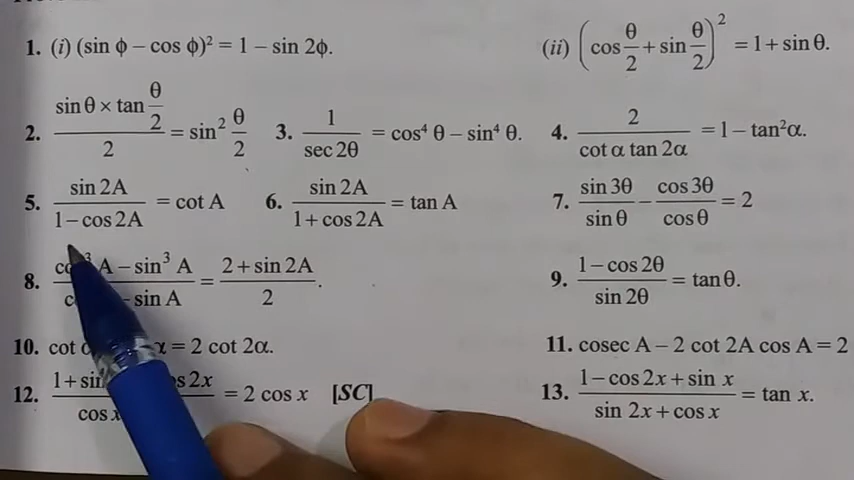 1. (i) (sin ϕ – cos ϕ)² = 1 – sin 2ϕ. (ii) (cos θ/2 + sin θ/2)² = 1 + sin θ.
2. (sin θ × tan θ/2)/2 = sin² θ/2 3. 1/sec 2θ = cos⁴ θ – sin⁴ θ. 4. 2/(cot α tan 2α) = 1 – tan²α.
5. sin 2A/(1 – cos 2A) = cot A 6. sin 2A/(1 + cos 2A) = tan A 7. sin 3θ/sin θ – cos 3θ/cos θ = 2
8. A – sin³ A/sin A = (2 + sin 2A)/2. 9. (1 – cos 2θ)/sin 2θ = tan θ.
10. cot = 2 cot 2α. 11. cosec A – 2 cot 2A cos A = 2
12. 1 + s2x/cos = 2 cos x [SC] 13. (1 – cos 2x + sin x)/(sin 2x + cos x) = tan x.